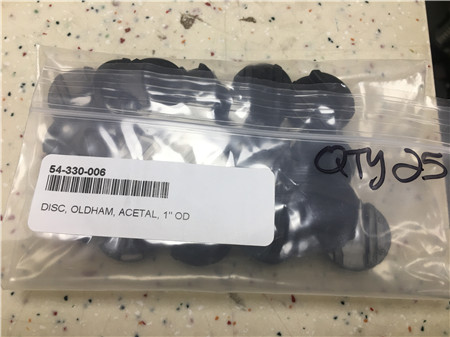 54-330-006
DISC, OLDHAM, ACETAL, 1" OD
QTY 25